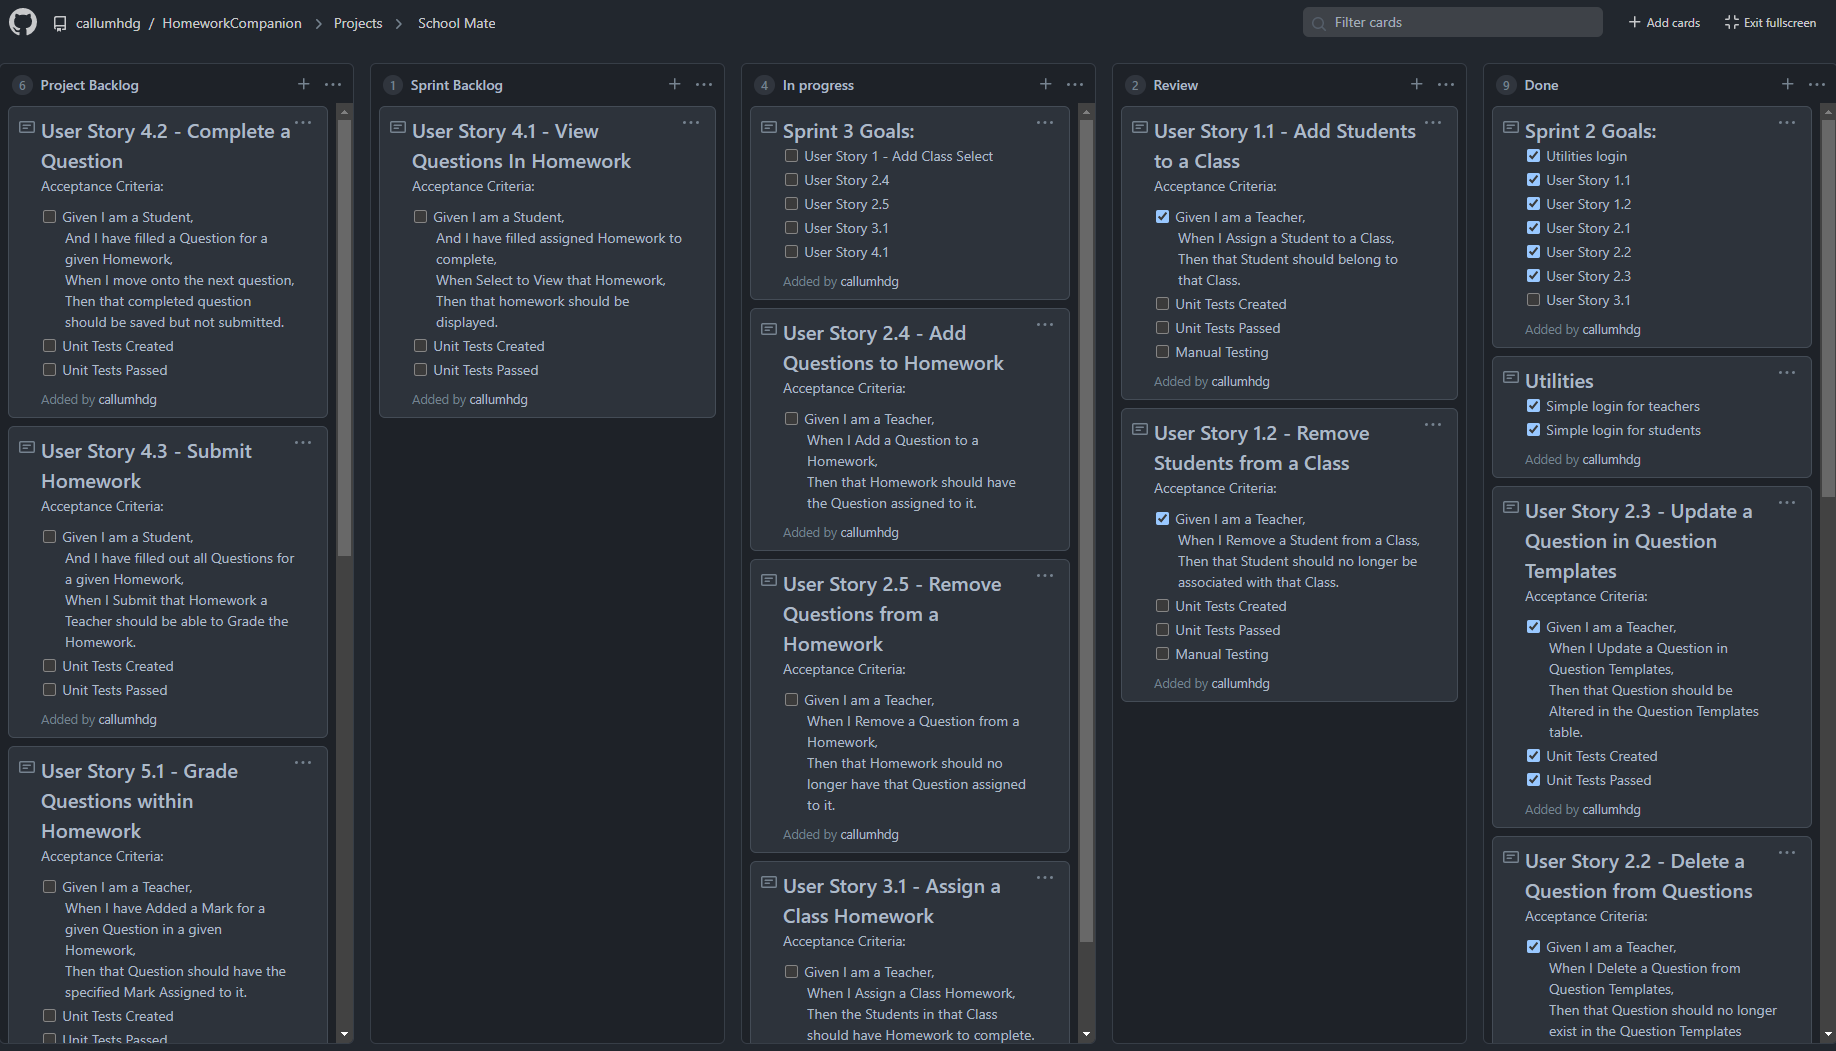 callumhdg / HomeworkCompanion > Projects > School Mate
Filter cards
+ Add cards
Exit fullscreen
6 Project Backlog
User Story 4.2 - Complete a
Question
Acceptance Criteria:
Given I am a Student,
And I have filled a Question for a
given Homework,
When I move onto the next question,
Then that completed question
should be saved but not submitted.
Unit Tests Created
Unit Tests Passed
Added by callumhdg
User Story 4.3 - Submit
Homework
Acceptance Criteria:
Given I am a Student,
And I have filled out all Questions for
a given Homework,
When I Submit that Homework a
Teacher should be able to Grade the
Homework.
Unit Tests Created
Unit Tests Passed
Added by callumhdg
User Story 5.1 - Grade
Questions within
Homework
Acceptance Criteria:
Given I am a Teacher,
When I have Added a Mark for a
given Question in a given
Homework,
Then that Question should have the
specified Mark Assigned to it.
Unit Tests Created
Unit Tests Passed
1 Sprint Backlog
User Story 4.1 - View
Questions In Homework
Acceptance Criteria:
Given I am a Student,
And I have filled assigned Homework to
complete,
When Select to View that Homework,
Then that homework should be
displayed.
Unit Tests Created
Unit Tests Passed
Added by callumhdg
4 In progress
Sprint 3 Goals:
User Story 1 - Add Class Select
User Story 2.4
User Story 2.5
User Story 3.1
User Story 4.1
Added by callumhdg
User Story 2.4 - Add
Questions to Homework
Acceptance Criteria:
Given I am a Teacher,
When I Add a Question to a
Homework,
Then that Homework should have
the Question assigned to it.
Added by callumhdg
User Story 2.5 - Remove
Questions from a
Homework
Acceptance Criteria:
Given I am a Teacher,
When I Remove a Question from a
Homework,
Then that Homework should no
longer have that Question assigned
to it.
Added by callumhdg
User Story 3.1 - Assign a
Class Homework
Acceptance Criteria:
Given I am a Teacher,
When I Assign a Class Homework,
Then the Students in that Class
should have Homework to complete.
2 Review
User Story 1.1 - Add Students
to a Class
Acceptance Criteria:
Given I am a Teacher,
When I Assign a Student to a Class,
Then that Student should belong to
that Class.
Unit Tests Created
Unit Tests Passed
Manual Testing
Added by callumhdg
User Story 1.2 - Remove
Students from a Class
Acceptance Criteria:
Given I am a Teacher,
When I Remove a Student from a Class,
Then that Student should no longer be
associated with that Class.
Unit Tests Created
Unit Tests Passed
Manual Testing
Added by callumhdg
9 Done
Sprint 2 Goals:
Utilities login
User Story 1.1
User Story 1.2
User Story 2.1
User Story 2.2
User Story 2.3
User Story 3.1
Added by callumhdg
Utilities
Simple login for teachers
Simple login for students
Added by callumhdg
User Story 2.3 - Update a
Question in Question
Templates
Acceptance Criteria:
Given I am a Teacher,
When I Update a Question in
Question Templates,
Then that Question should be
Altered in the Question Templates
table.
Unit Tests Created
Unit Tests Passed
Added by callumhdg
User Story 2.2 - Delete a
Question from Questions
Acceptance Criteria:
Given I am a Teacher,
When I Delete a Question from
Question Templates,
Then that Question should no longer
exist in the Question Templates